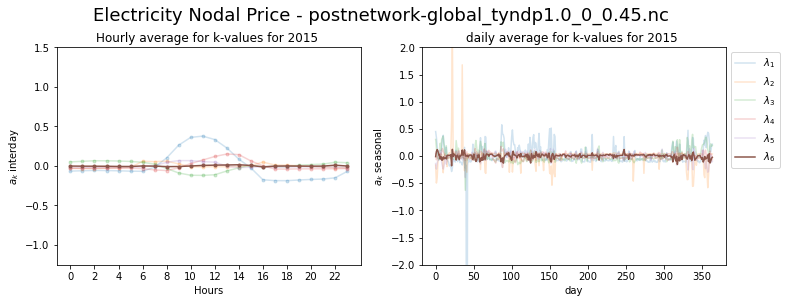 Electricity Nodal Price - postnetwork-global_tyndp1.0_0_0.45.nc
Hourly average for k-values for 2015
1.5
1.0
0.5
0.0
−0.5
−1.0
a_k interday
0 2 4 6 8 10 12 14 16 18 20 22
Hours
daily average for k-values for 2015
2.0
1.5
1.0
0.5
0.0
−0.5
−1.0
−1.5
−2.0
a_k seasonal
0 50 100 150 200 250 300 350
day
λ₁
λ₂
λ₃
λ₄
λ₅
λ₆